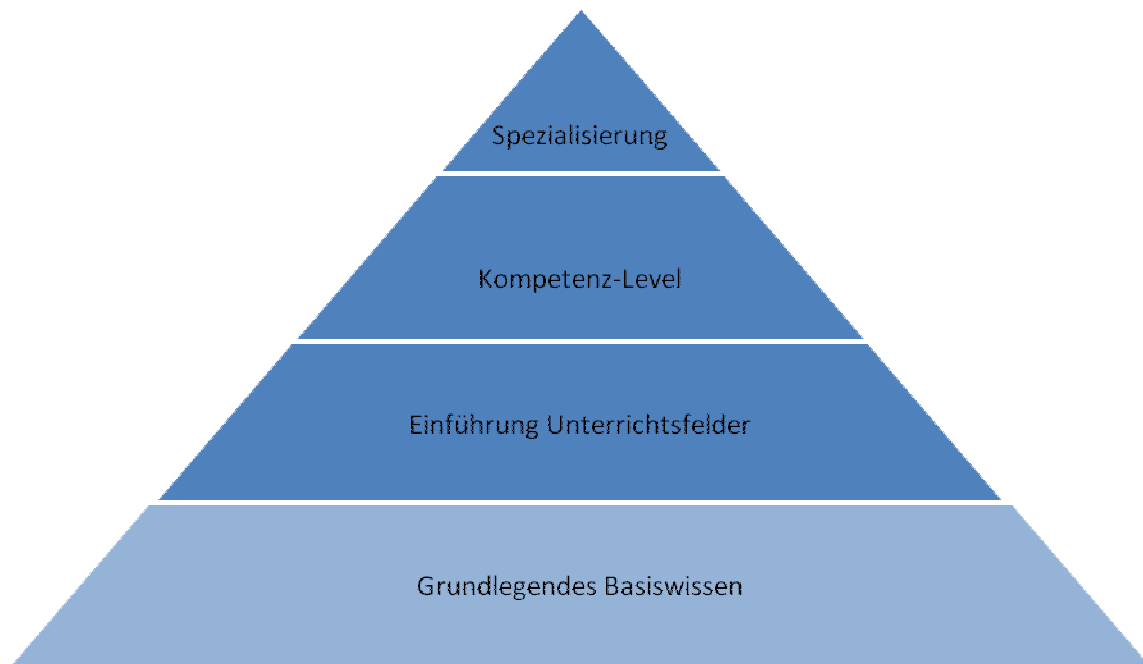 Spezialisierung
Kompetenz-Level
Einführung Unterrichtsfelder
Grundlegendes Basiswissen